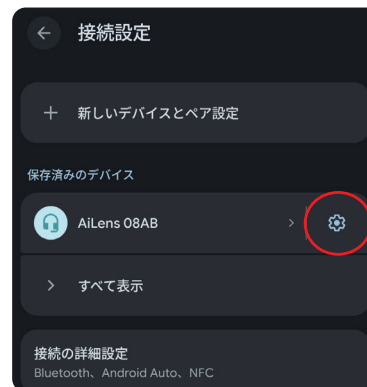 接続設定
新しいデバイスとペア設定
保存済みのデバイス
AiLens 08AB
すべて表示
接続の詳細設定
Bluetooth、Android Auto、NFC